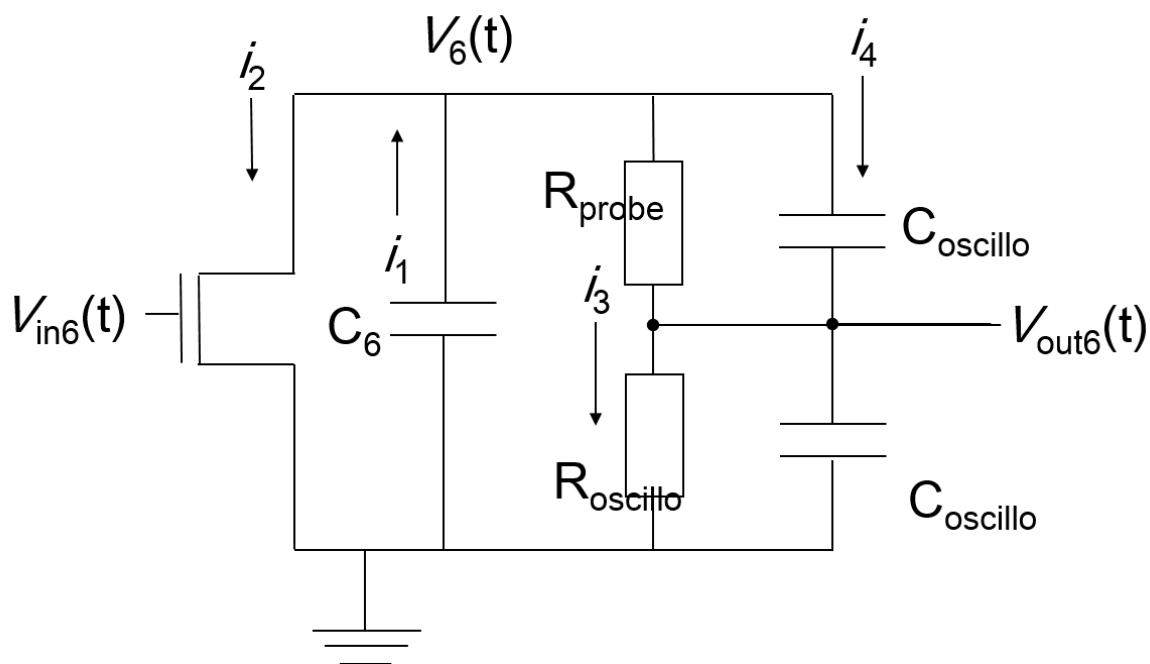 V6(t)
i2
i4
i1
Rprobe
Coscillo
i3
Vin6(t)
C6
Vout6(t)
Roscillo
Coscillo